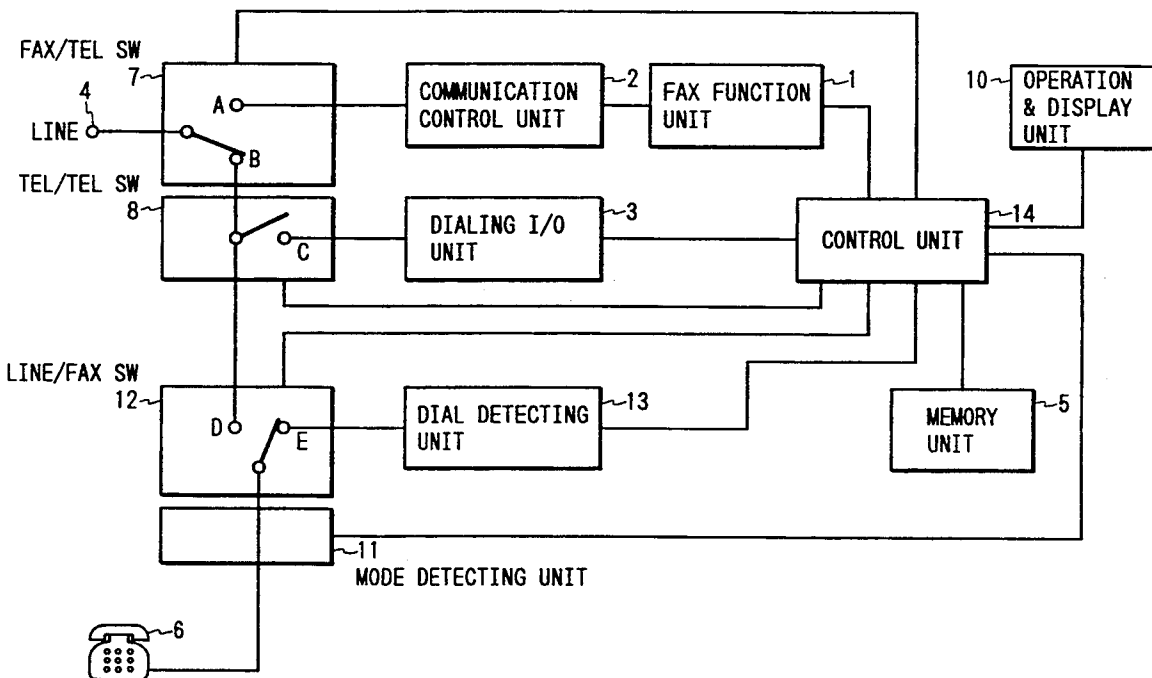 FAX/TEL SW
7
4
LINE
A
B
COMMUNICATION
CONTROL UNIT
2
FAX FUNCTION
UNIT
1
10
OPERATION
& DISPLAY
UNIT
TEL/TEL SW
8
C
DIALING I/O
UNIT
3
CONTROL UNIT
14
LINE/FAX SW
12
D
E
DIAL DETECTING
UNIT
13
MEMORY
UNIT
5
11
MODE DETECTING UNIT
6